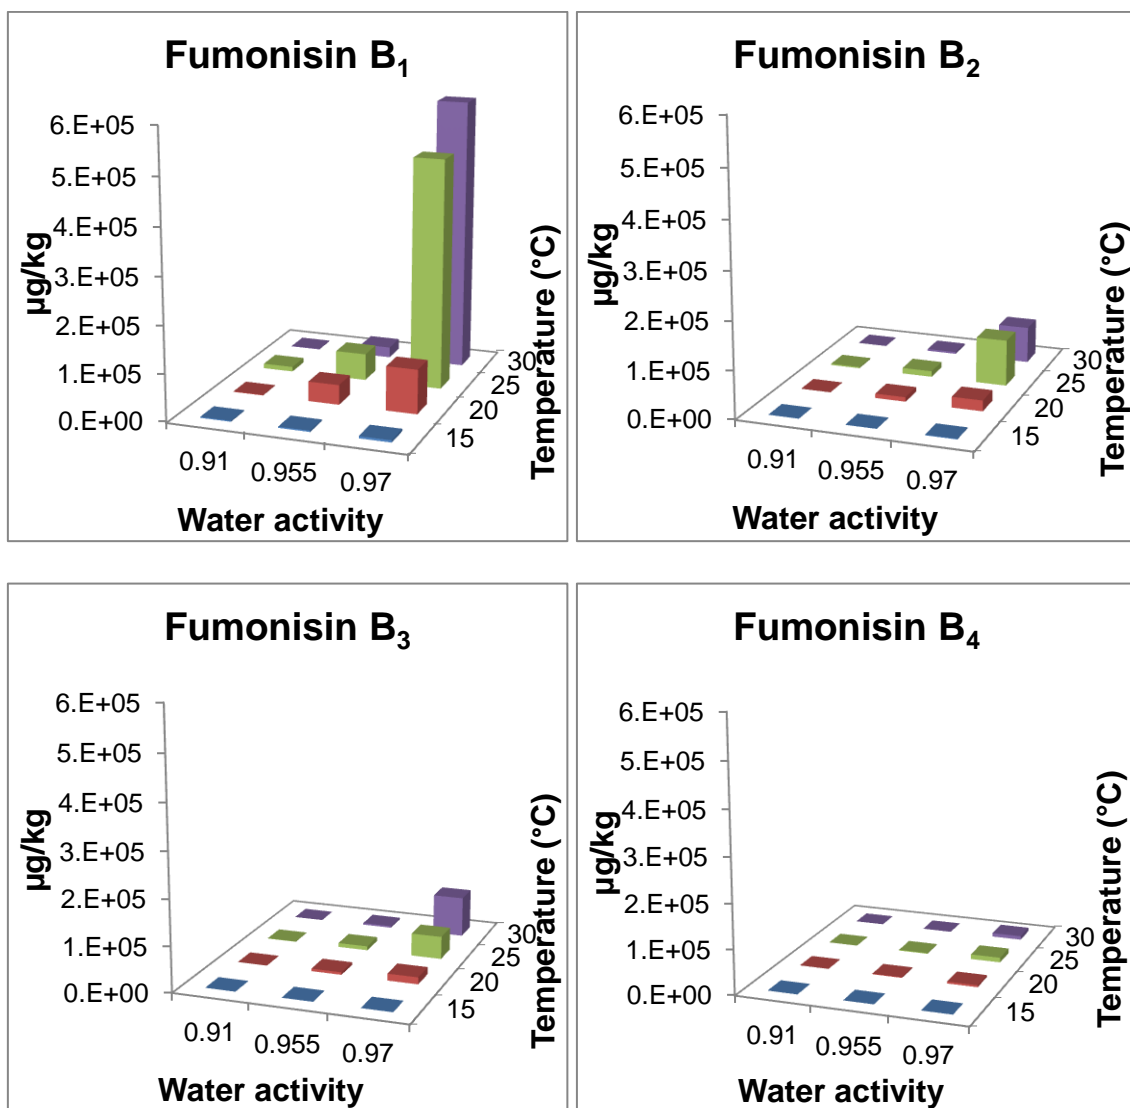 Fumonisin B₁
6.E+05
5.E+05
4.E+05
3.E+05
2.E+05
1.E+05
0.E+00
µg/kg
0.91
0.955
0.97
Water activity
15
20
25
30
Temperature (°C)
Fumonisin B₂
6.E+05
5.E+05
4.E+05
3.E+05
2.E+05
1.E+05
0.E+00
µg/kg
0.91
0.955
0.97
Water activity
15
20
25
30
Temperature (°C)
Fumonisin B₃
6.E+05
5.E+05
4.E+05
3.E+05
2.E+05
1.E+05
0.E+00
µg/kg
0.91
0.955
0.97
Water activity
15
20
25
30
Temperature (°C)
Fumonisin B₄
6.E+05
5.E+05
4.E+05
3.E+05
2.E+05
1.E+05
0.E+00
µg/kg
0.91
0.955
0.97
Water activity
15
20
25
30
Temperature (°C)